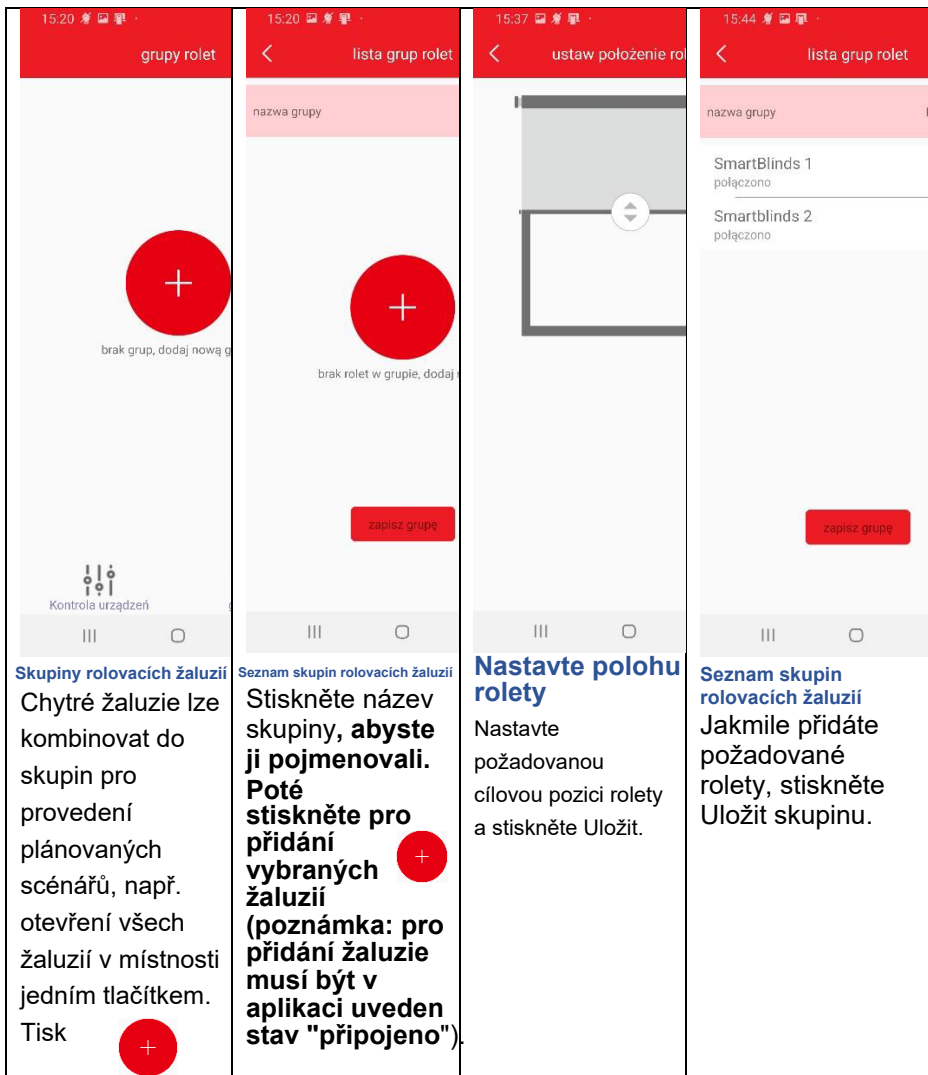 15:20
grupy rolet
brak grup, dodaj nową g
Kontrola urządzeń
Skupiny rolovacích žaluzií
Chytré žaluzie lze
kombinovat do
skupin pro
provedení
plánovaných
scénářů, např.
otevření všech
žaluzií v místnosti
jedním tlačítkem.
Tisk
15:20
lista grup rolet
nazwa grupy
brak rolet w grupie, dodaj
zapisz grupę
Seznam skupin rolovacích žaluzií
Stiskněte název
skupiny, abyste
ji pojmenovali.
Poté
stiskněte pro
přidání
vybraných
žaluzií
(poznámka: pro
přidání žaluzie
musí být v
aplikaci uveden
stav "připojeno").
15:37
ustaw położenie rol
Nastavte polohu
rolety
Nastavte
požadovanou
cílovou pozici rolety
a stiskněte Uložit.
15:44
lista grup rolet
nazwa grupy
SmartBlinds 1
połączono
Smartblinds 2
połączono
zapisz grupę
Seznam skupin
rolovacích žaluzií
Jakmile přidáte
požadované
rolety, stiskněte
Uložit skupinu.